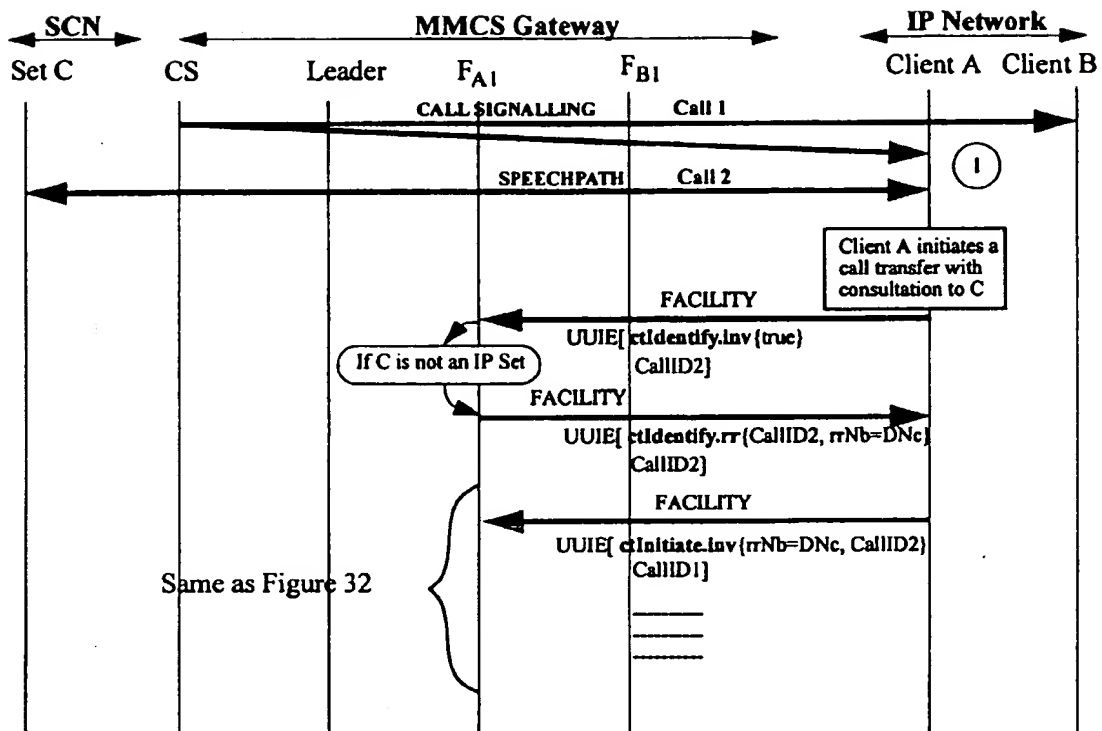 SCN MMCS Gateway IP Network
Set C CS Leader FA1 FB1 Client A Client B
CALL SIGNALLING Call 1
1
SPEECHPATH Call 2
Client A initiates a
call transfer with
consultation to C
FACILITY
UUIE[ ctIdentify.inv{true}
CallID2]
If C is not an IP Set
FACILITY
UUIE[ ctIdentify.rr{CallID2, rrNb=DNc}
CallID2]
FACILITY
UUIE[ ctInitiate.inv{rrNb=DNc, CallID2}
CallID1]
Same as Figure 32